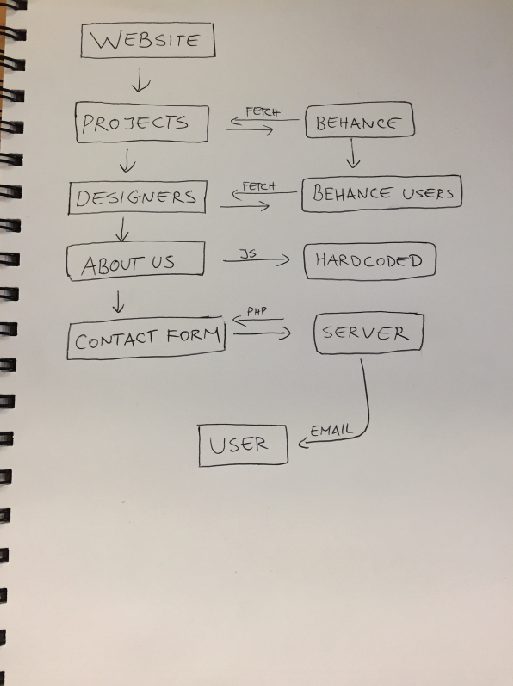 WEBSITE
PROJECTS
FETCH
BEHANCE
DESIGNERS
FETCH
BEHANCE USERS
ABOUT US
JS
HARDCODED
CONTACT FORM
PHP
SERVER
USER
EMAIL